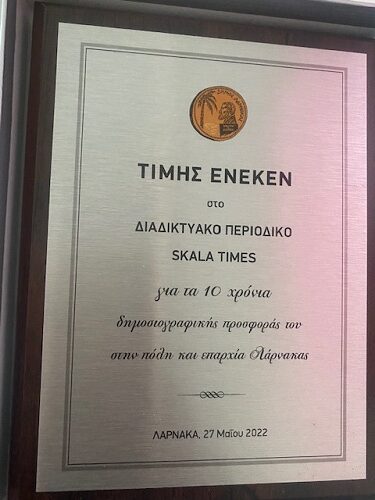 ΤΙΜΗΣ ΕΝΕΚΕΝ
στο
ΔΙΑΔΙΚΤΥΑΚΟ ΠΕΡΙΟΔΙΚΟ
SKALA TIMES
για τα 10 χρόνια
δημοσιογραφικής προσφοράς του
στην πόλη και επαρχία Λάρνακας
ΛΑΡΝΑΚΑ, 27 Μαΐου 2022